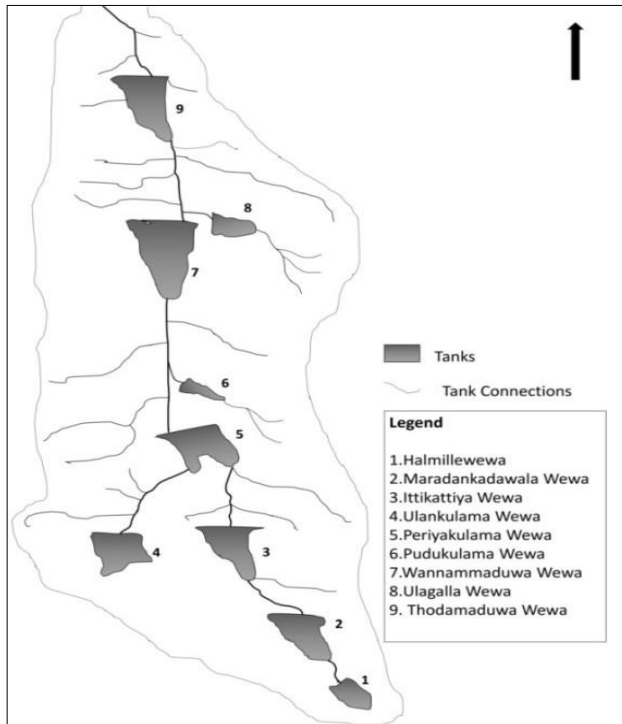 9
8
7
6
5
4
3
2
1
Tanks
Tank Connections
Legend
1.Halmillewewa
2.Maradankadawala Wewa
3.Ittikattiya Wewa
4.Ulankulama Wewa
5.Periyakulama Wewa
6.Pudukulama Wewa
7.Wannammaduwa Wewa
8.Ulagalla Wewa
9. Thodamaduwa Wewa